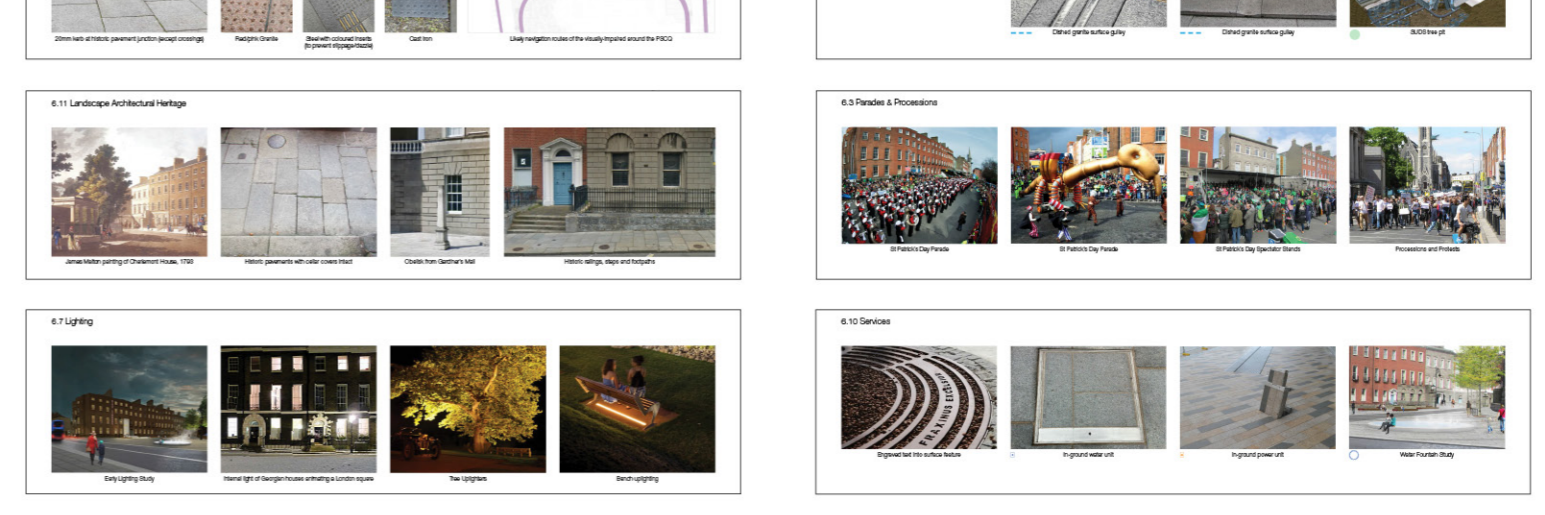 20mm kerb at historic pavement junction (except crossings)
Red/pink Granite
Steel with coloured inserts
(to prevent slippage/dazzle)
Cast Iron
Likely navigation routes of the visually-impaired around the PSCQ
Dished granite surface gulley
Dished granite surface gulley
SUDS tree pit
6.11 Landscape Architectural Heritage
James Malton painting of Charlemont House, 1793
Historic pavements with cellar covers intact
Obelisk from Gardiner's Mall
Historic railings, steps and footpaths
6.3 Parades & Processions
St Patrick's Day Parade
St Patrick's Day Parade
St Patrick's Day Spectator Stands
Processions and Protests
6.7 Lighting
Early Lighting Study
Internal light of Georgian houses animating a London square
Tree Uplighters
Bench uplighting
6.10 Services
FRAXINUS EXCELSIOR
Engraved text into surface feature
In-ground water unit
In-ground power unit
Water Fountain Study